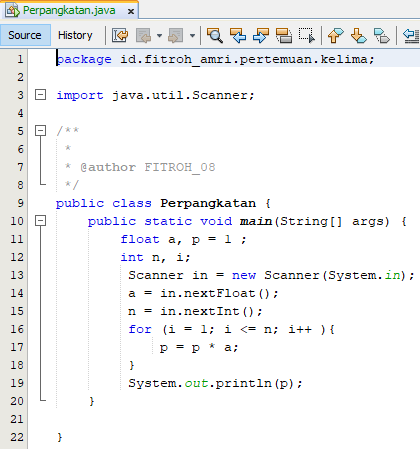 Perpangkatan.java
Source History
1 package id.fitroh_amri.pertemuan.kelima;
2
3 import java.util.Scanner;
4
5 /**
6 *
7 * @author FITROH_08
8 */
9 public class Perpangkatan {
10 public static void main(String[] args) {
11 float a, p = 1 ;
12 int n, i;
13 Scanner in = new Scanner(System.in);
14 a = in.nextFloat();
15 n = in.nextInt();
16 for (i = 1; i <= n; i++ ){
17 p = p * a;
18 }
19 System.out.println(p);
20 }
21
22 }